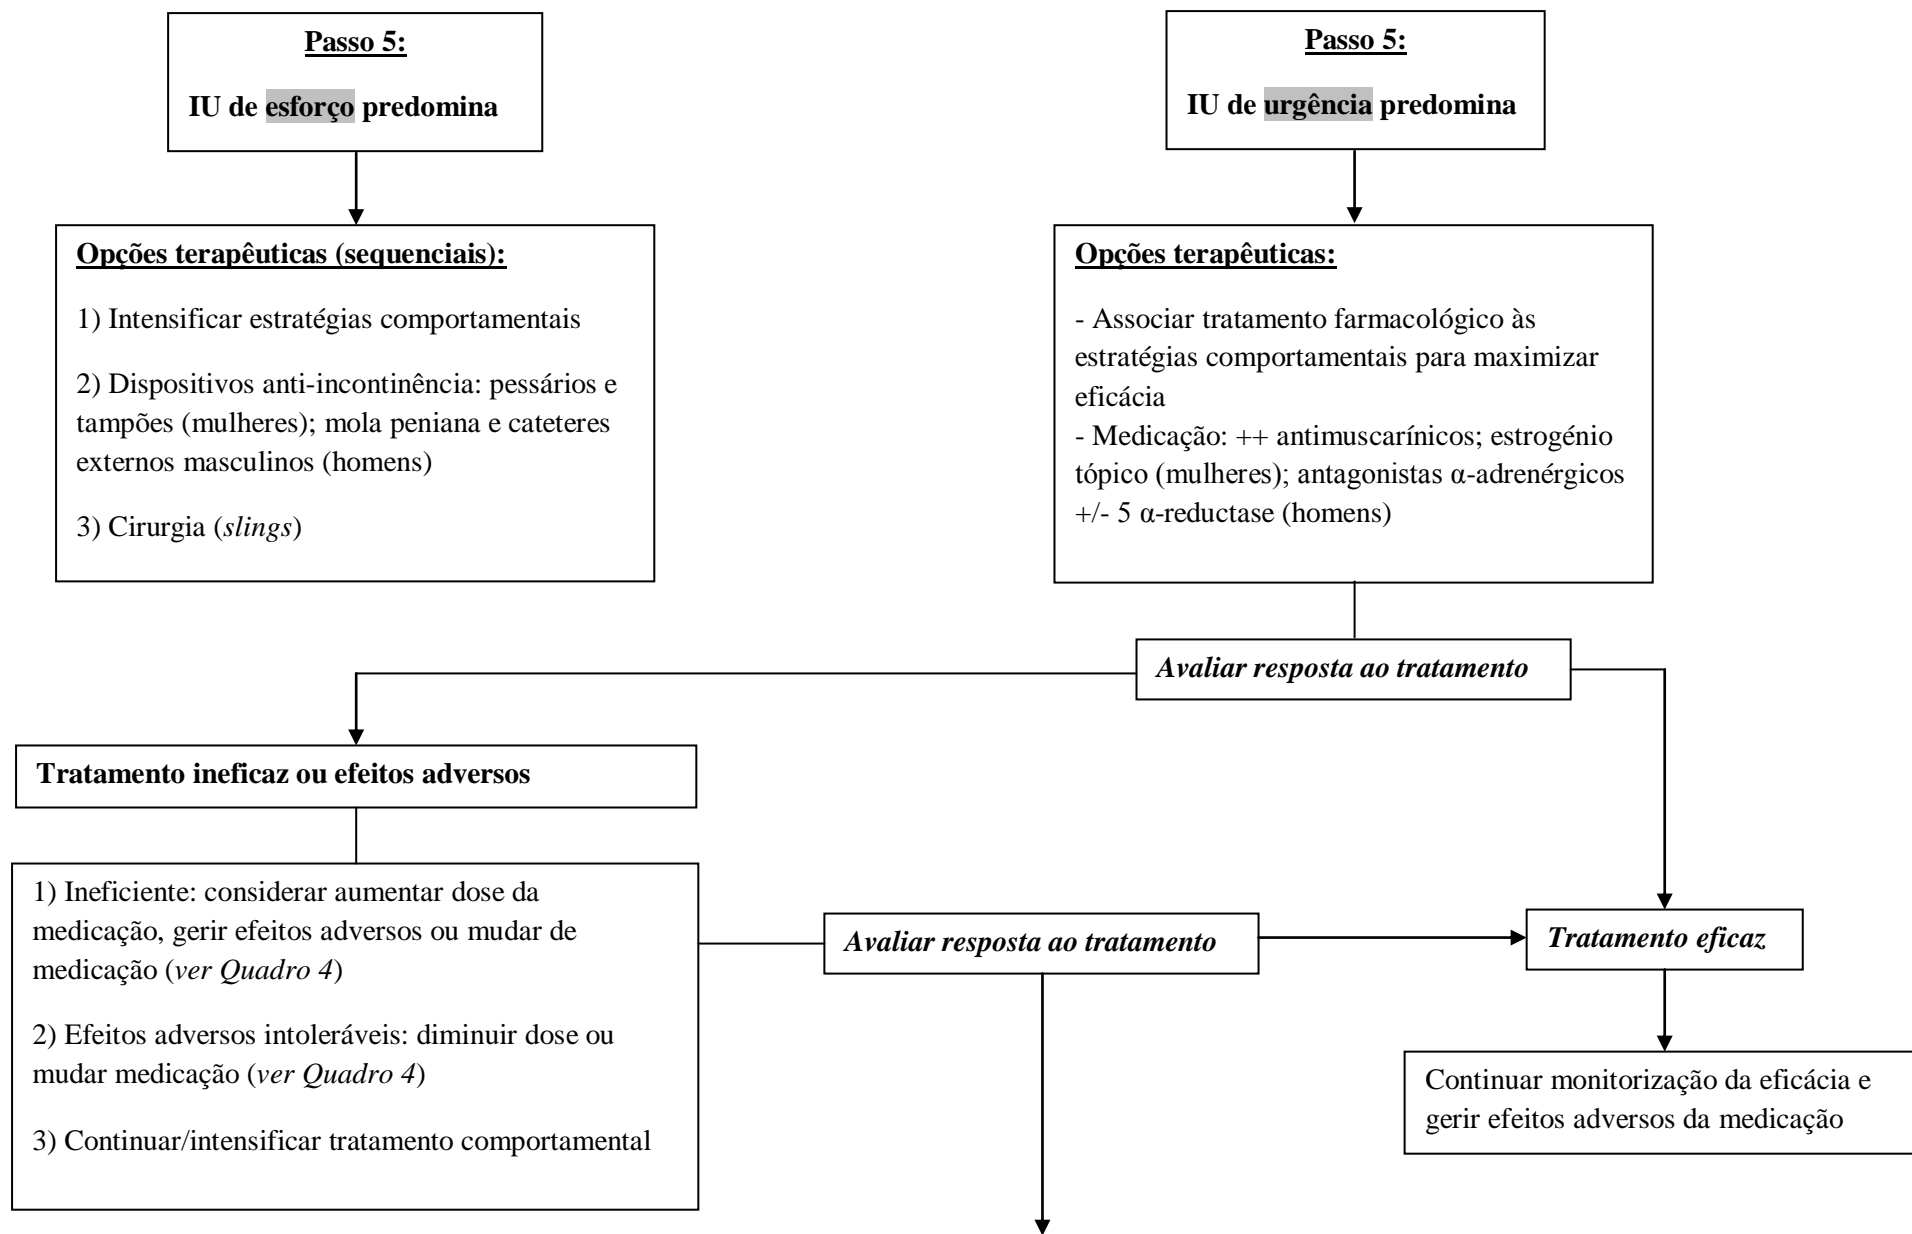 Passo 5:
IU de esforço predomina
Passo 5:
IU de urgência predomina
Opções terapêuticas (sequenciais):
1) Intensificar estratégias comportamentais
2) Dispositivos anti-incontinência: pessários e
tampões (mulheres); mola peniana e cateteres
externos masculinos (homens)
3) Cirurgia (slings)
Opções terapêuticas:
- Associar tratamento farmacológico às
estratégias comportamentais para maximizar
eficácia
- Medicação: ++ antimuscarínicos; estrogénio
tópico (mulheres); antagonistas α-adrenérgicos
+/- 5 α-reductase (homens)
Avaliar resposta ao tratamento
Tratamento ineficaz ou efeitos adversos
1) Ineficiente: considerar aumentar dose da
medicação, gerir efeitos adversos ou mudar de
medicação (ver Quadro 4)
2) Efeitos adversos intoleráveis: diminuir dose ou
mudar medicação (ver Quadro 4)
3) Continuar/intensificar tratamento comportamental
Avaliar resposta ao tratamento
Tratamento eficaz
Continuar monitorização da eficácia e
gerir efeitos adversos da medicação